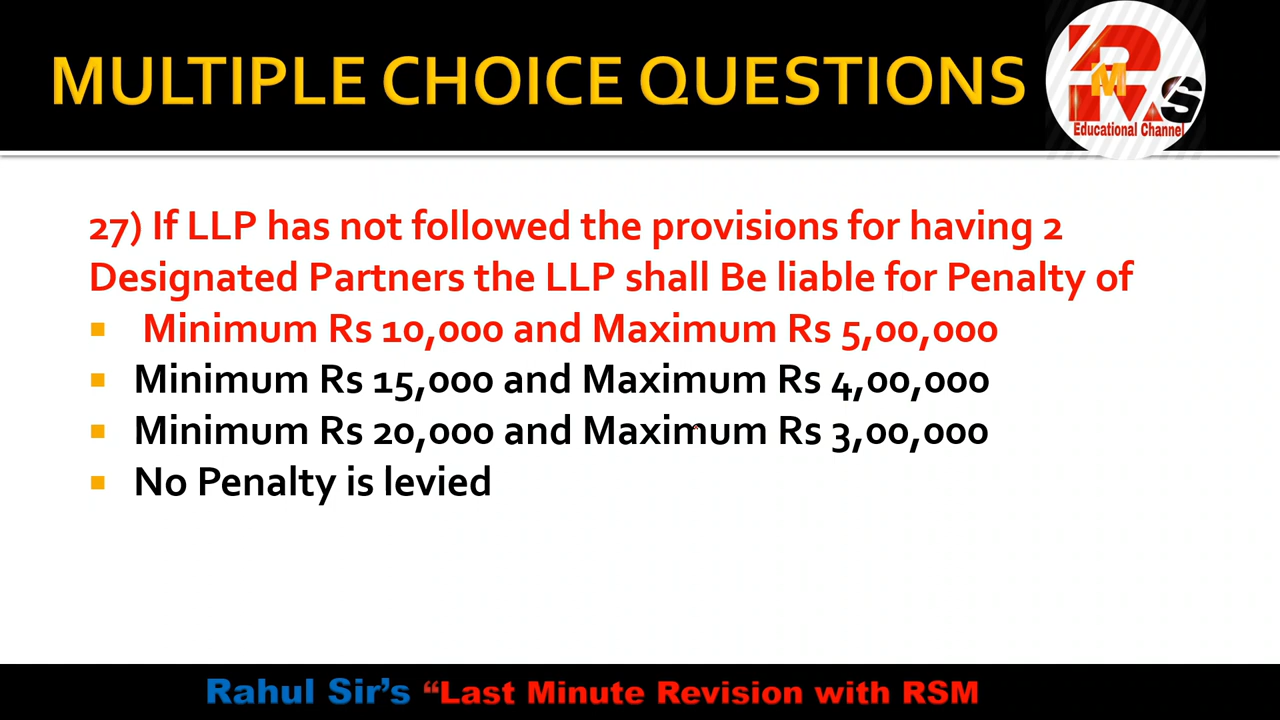 MULTIPLE CHOICE QUESTIONS
RMS
Educational Channel
27) If LLP has not followed the provisions for having 2
Designated Partners the LLP shall Be liable for Penalty of
Minimum Rs 10,000 and Maximum Rs 5,00,000
Minimum Rs 15,000 and Maximum Rs 4,00,000
Minimum Rs 20,000 and Maximum Rs 3,00,000
No Penalty is levied
Rahul Sir's “Last Minute Revision with RSM